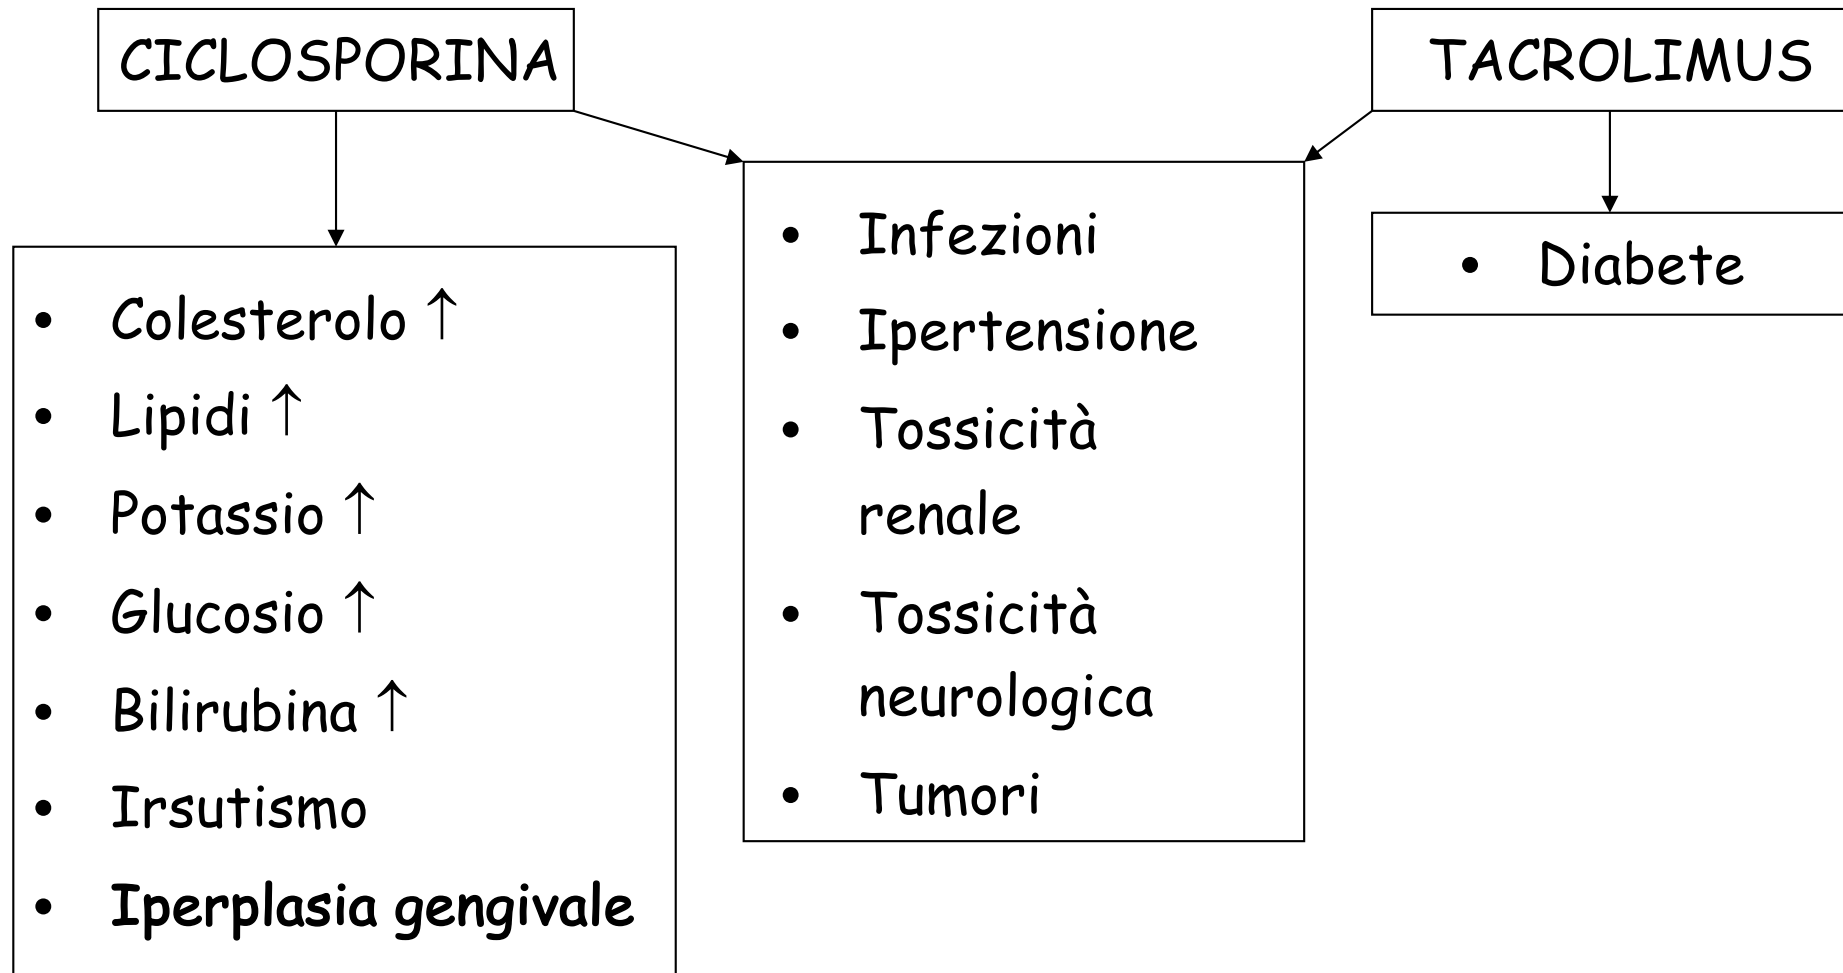 CICLOSPORINA
TACROLIMUS
• Colesterolo ↑
• Lipidi ↑
• Potassio ↑
• Glucosio ↑
• Bilirubina ↑
• Irsutismo
• Iperplasia gengivale
• Infezioni
• Ipertensione
• Tossicità
renale
• Tossicità
neurologica
• Tumori
• Diabete